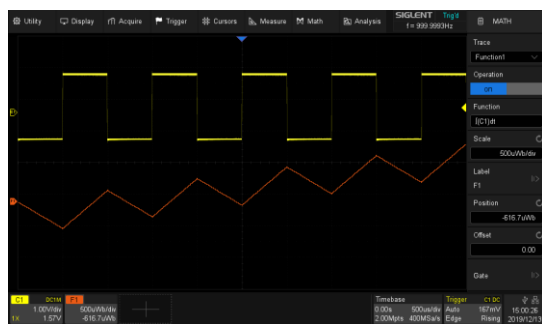 Utility Display Acquire Trigger Cursors Measure Math Analysis
SIGLENT Trig'd
f = 999.9993Hz
MATH
Trace
Function1
Operation
on
Function
∫(C1)dt
Scale
500uWb/div
Label
F1
Position
-616.7uWb
Offset
0.00
Gate
C1 DC1M
1.00V/div
1X 1.57V
F1
500uWb/div
-616.7uWb
Timebase
0.00s 500us/div
2.00Mpts 400MSa/s
Trigger C1 DC
Auto 167mV
Edge Rising
15:00:26
2019/12/13